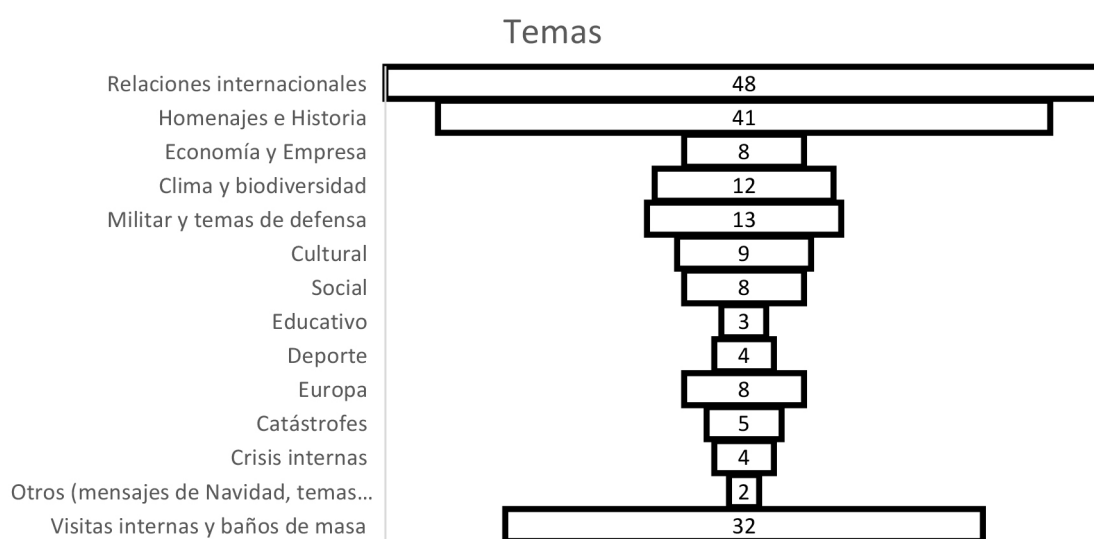 Temas
Relaciones internacionales 48
Homenajes e Historia 41
Economía y Empresa 8
Clima y biodiversidad 12
Militar y temas de defensa 13
Cultural 9
Social 8
Educativo 3
Deporte 4
Europa 8
Catástrofes 5
Crisis internas 4
Otros (mensajes de Navidad, temas... 2
Visitas internas y baños de masa 32